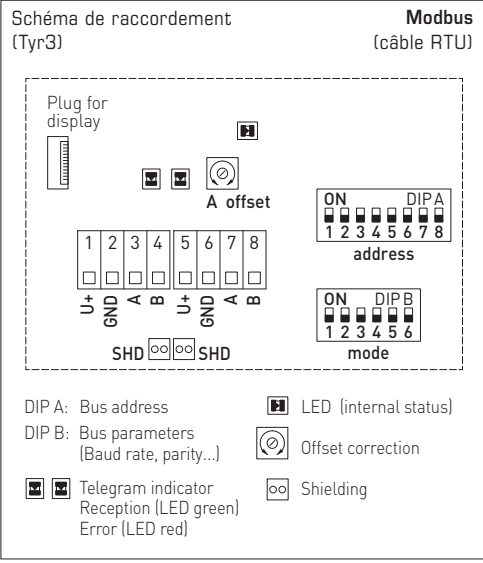 Schéma de raccordement
(Tyr3)
Modbus
(câble RTU)
Plug for
display
A offset
ON DIP A
1 2 3 4 5 6 7 8
address
1 2 3 4 5 6 7 8
U+ GND A B U+ GND A B
SHD SHD
ON DIP B
1 2 3 4 5 6
mode
DIP A: Bus address
DIP B: Bus parameters
(Baud rate, parity...)
Telegram indicator
Reception (LED green)
Error (LED red)
LED (internal status)
Offset correction
Shielding